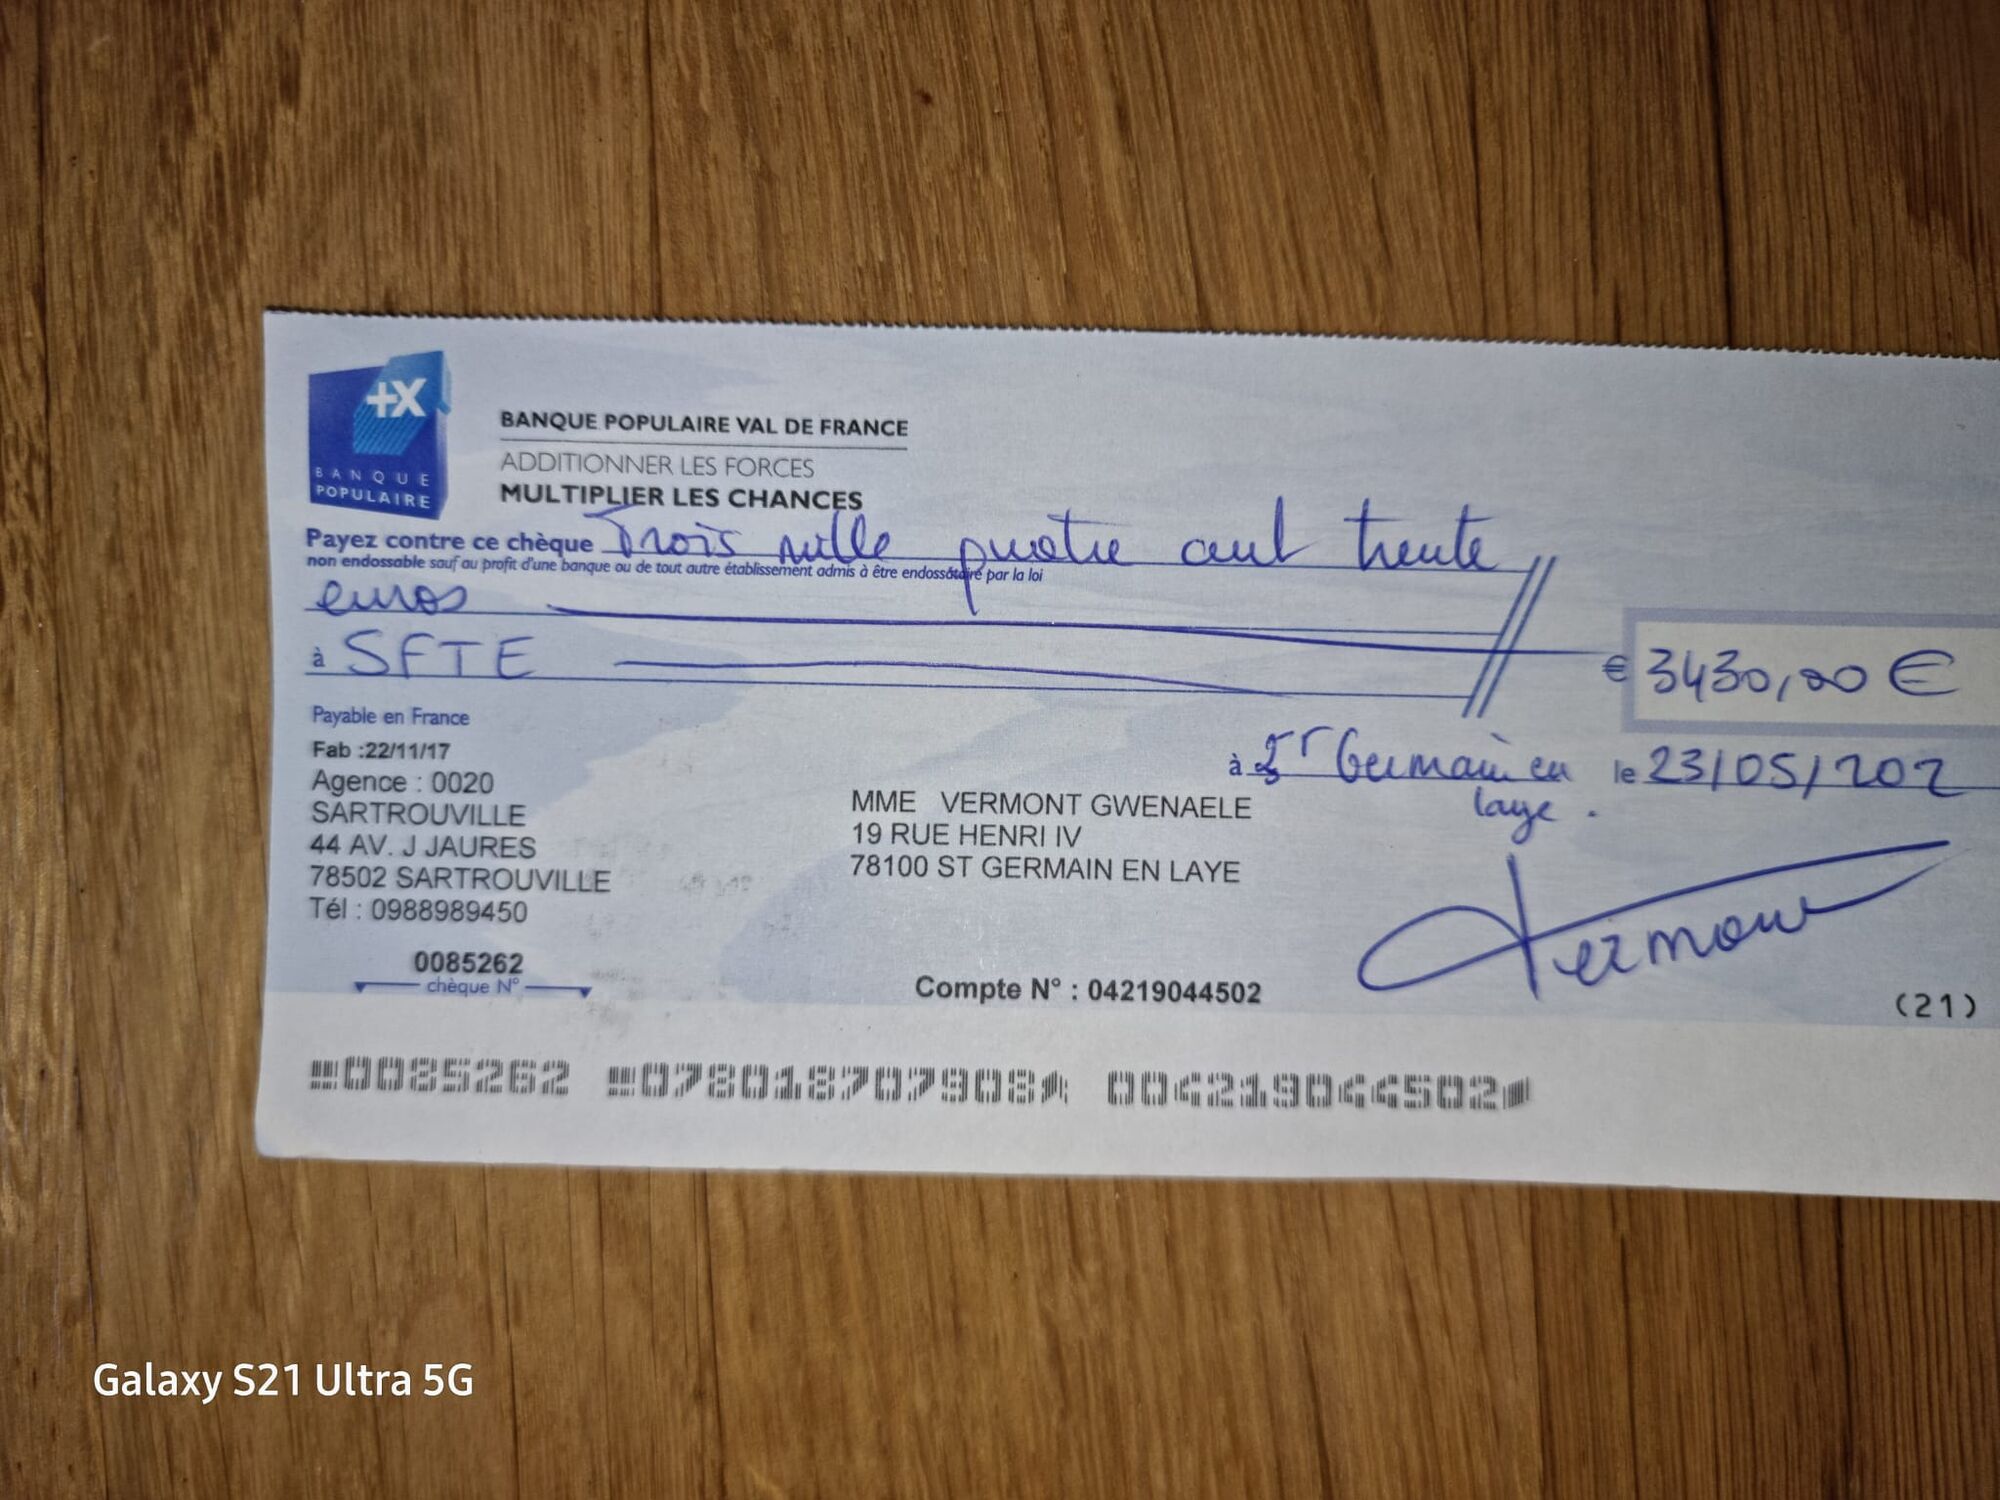 +X
BANQUE
POPULAIRE
BANQUE POPULAIRE VAL DE FRANCE
ADDITIONNER LES FORCES
MULTIPLIER LES CHANCES
Payez contre ce chèque Trois mille quatre cent trente
non endossable sauf au profit d'une banque ou de tout autre établissement admis à être endossataire par la loi
euros
à SFTE
€ 3430,00 €
Payable en France
Fab :22/11/17
Agence : 0020
SARTROUVILLE
44 AV. J JAURES
78502 SARTROUVILLE
Tél : 0988989450
à St Germain en le 23/05/202
laye.
MME VERMONT GWENAELE
19 RUE HENRI IV
78100 ST GERMAIN EN LAYE
Vermont
0085262
chèque N°
Compte N° : 04219044502
(21)
0085262 078018707908 004219044502
Galaxy S21 Ultra 5G